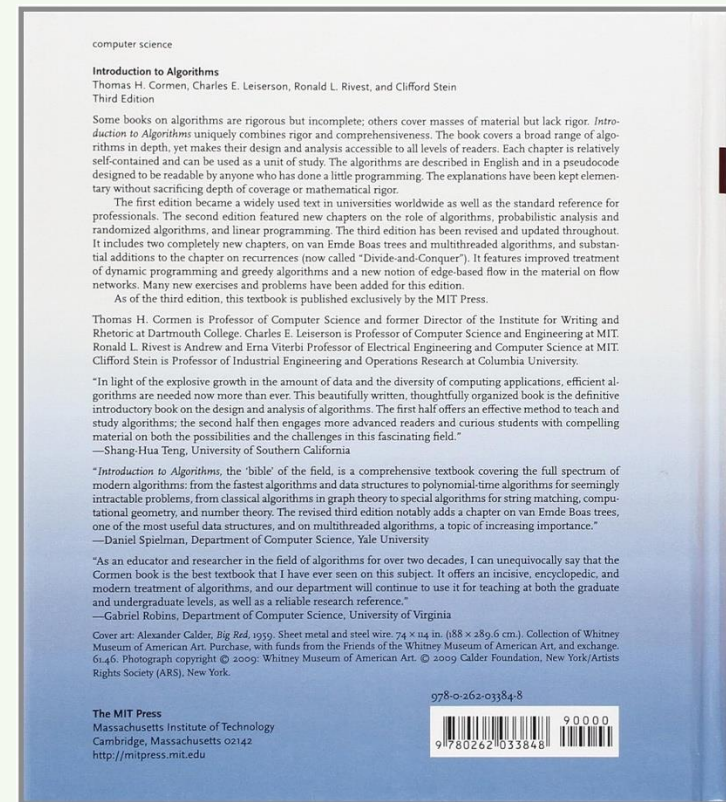 computer science
Introduction to Algorithms
Thomas H. Cormen, Charles E. Leiserson, Ronald L. Rivest, and Clifford Stein
Third Edition
Some books on algorithms are rigorous but incomplete; others cover masses of material but lack rigor. Intro-
duction to Algorithms uniquely combines rigor and comprehensiveness. The book covers a broad range of algo-
rithms in depth, yet makes their design and analysis accessible to all levels of readers. Each chapter is relatively
self-contained and can be used as a unit of study. The algorithms are described in English and in a pseudocode
designed to be readable by anyone who has done a little programming. The explanations have been kept elemen-
tary without sacrificing depth of coverage or mathematical rigor.
The first edition became a widely used text in universities worldwide as well as the standard reference for
professionals. The second edition featured new chapters on the role of algorithms, probabilistic analysis and
randomized algorithms, and linear programming. The third edition has been revised and updated throughout.
It includes two completely new chapters, on van Emde Boas trees and multithreaded algorithms, and substan-
tial additions to the chapter on recurrences (now called “Divide-and-Conquer”). It features improved treatment
of dynamic programming and greedy algorithms and a new notion of edge-based flow in the material on flow
networks. Many new exercises and problems have been added for this edition.
As of the third edition, this textbook is published exclusively by the MIT Press.
Thomas H. Cormen is Professor of Computer Science and former Director of the Institute for Writing and
Rhetoric at Dartmouth College. Charles E. Leiserson is Professor of Computer Science and Engineering at MIT.
Ronald L. Rivest is Andrew and Erna Viterbi Professor of Electrical Engineering and Computer Science at MIT.
Clifford Stein is Professor of Industrial Engineering and Operations Research at Columbia University.
“In light of the explosive growth in the amount of data and the diversity of computing applications, efficient al-
gorithms are needed now more than ever. This beautifully written, thoughtfully organized book is the definitive
introductory book on the design and analysis of algorithms. The first half offers an effective method to teach and
study algorithms; the second half then engages more advanced readers and curious students with compelling
material on both the possibilities and the challenges in this fascinating field.”
—Shang-Hua Teng, University of Southern California
“Introduction to Algorithms, the ‘bible’ of the field, is a comprehensive textbook covering the full spectrum of
modern algorithms: from the fastest algorithms and data structures to polynomial-time algorithms for seemingly
intractable problems, from classical algorithms in graph theory to special algorithms for string matching, compu-
tational geometry, and number theory. The revised third edition notably adds a chapter on van Emde Boas trees,
one of the most useful data structures, and on multithreaded algorithms, a topic of increasing importance.”
—Daniel Spielman, Department of Computer Science, Yale University
“As an educator and researcher in the field of algorithms for over two decades, I can unequivocally say that the
Cormen book is the best textbook that I have ever seen on this subject. It offers an incisive, encyclopedic, and
modern treatment of algorithms, and our department will continue to use it for teaching at both the graduate
and undergraduate levels, as well as a reliable research reference.”
—Gabriel Robins, Department of Computer Science, University of Virginia
Cover art: Alexander Calder, Big Red, 1959. Sheet metal and steel wire. 74 × 114 in. (188 × 289.6 cm.). Collection of Whitney
Museum of American Art. Purchase, with funds from the Friends of the Whitney Museum of American Art, and exchange.
61.46. Photograph copyright © 2009: Whitney Museum of American Art. © 2009 Calder Foundation, New York/Artists
Rights Society (ARS), New York.
The MIT Press
Massachusetts Institute of Technology
Cambridge, Massachusetts 02142
http://mitpress.mit.edu
978-0-262-03384-8
90000
9 780262 033848